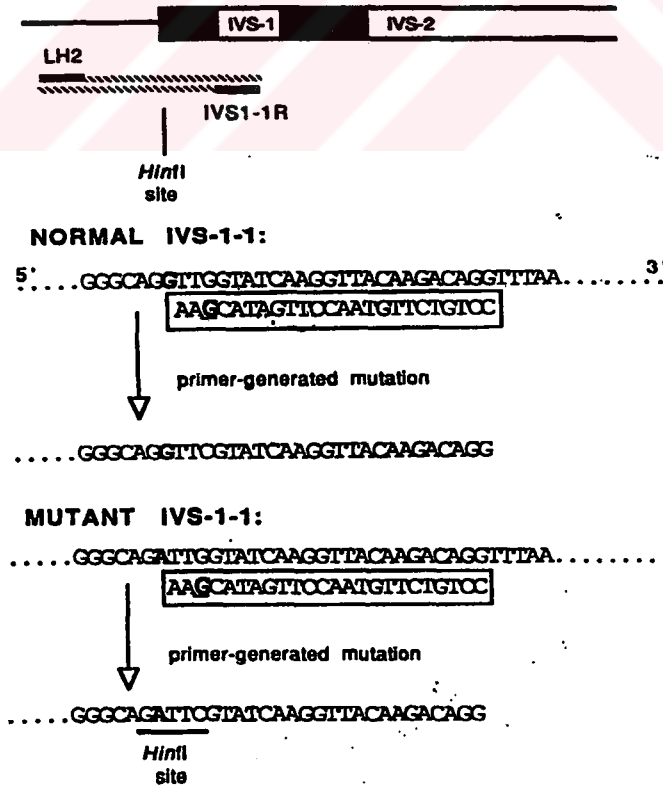 IVS-1 IVS-2
LH2
IVS1-1R
HinfI
site
NORMAL IVS-1-1:
5' 3'
.....GGGCAGGTTGGTATCAAGGTTACAAGACAGGTTTAA........
AAGCATAGTTCCAATGTTCTGTCC
primer-generated mutation
.....GGGCAGGTTCGTATCAAGGTTACAAGACAGG
MUTANT IVS-1-1:
.....GGGCAGATTGGTATCAAGGTTACAAGACAGGTTTAA.........
AAGCATAGTTCCAATGTTCTGTCC
primer-generated mutation
.....GGGCAGATTCGTATCAAGGTTACAAGACAGG
HinfI
site